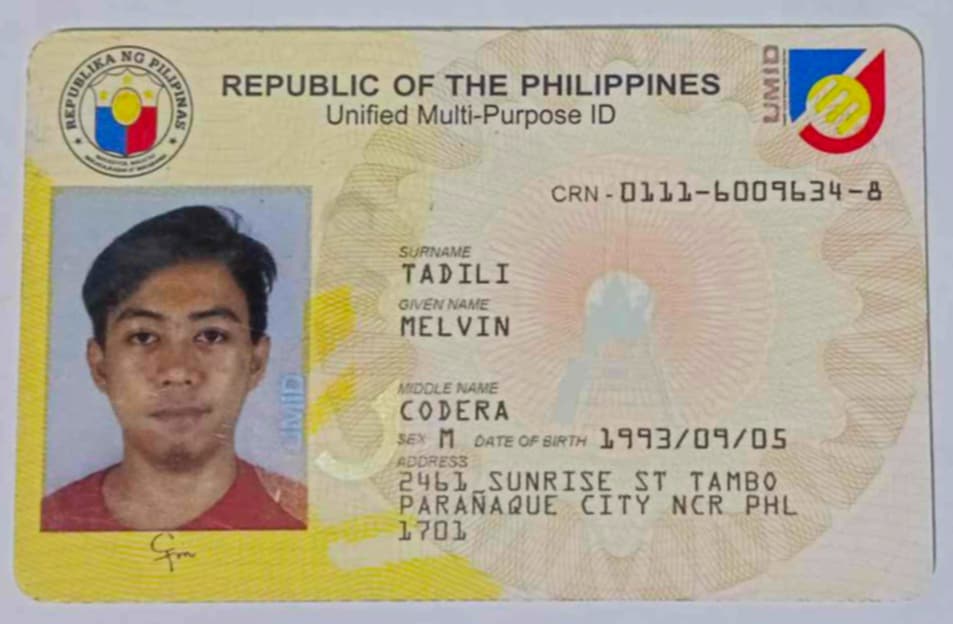 REPUBLIKA NG PILIPINAS
REPUBLIC OF THE PHILIPPINES
Unified Multi-Purpose ID
UMID
CRN - 0111-6009634-8
SURNAME
TADILI
GIVEN NAME
MELVIN
MIDDLE NAME
CODERA
SEX M DATE OF BIRTH 1993/09/05
ADDRESS
2461 SUNRISE ST TAMBO
PARAÑAQUE CITY NCR PHL
1701
UMID